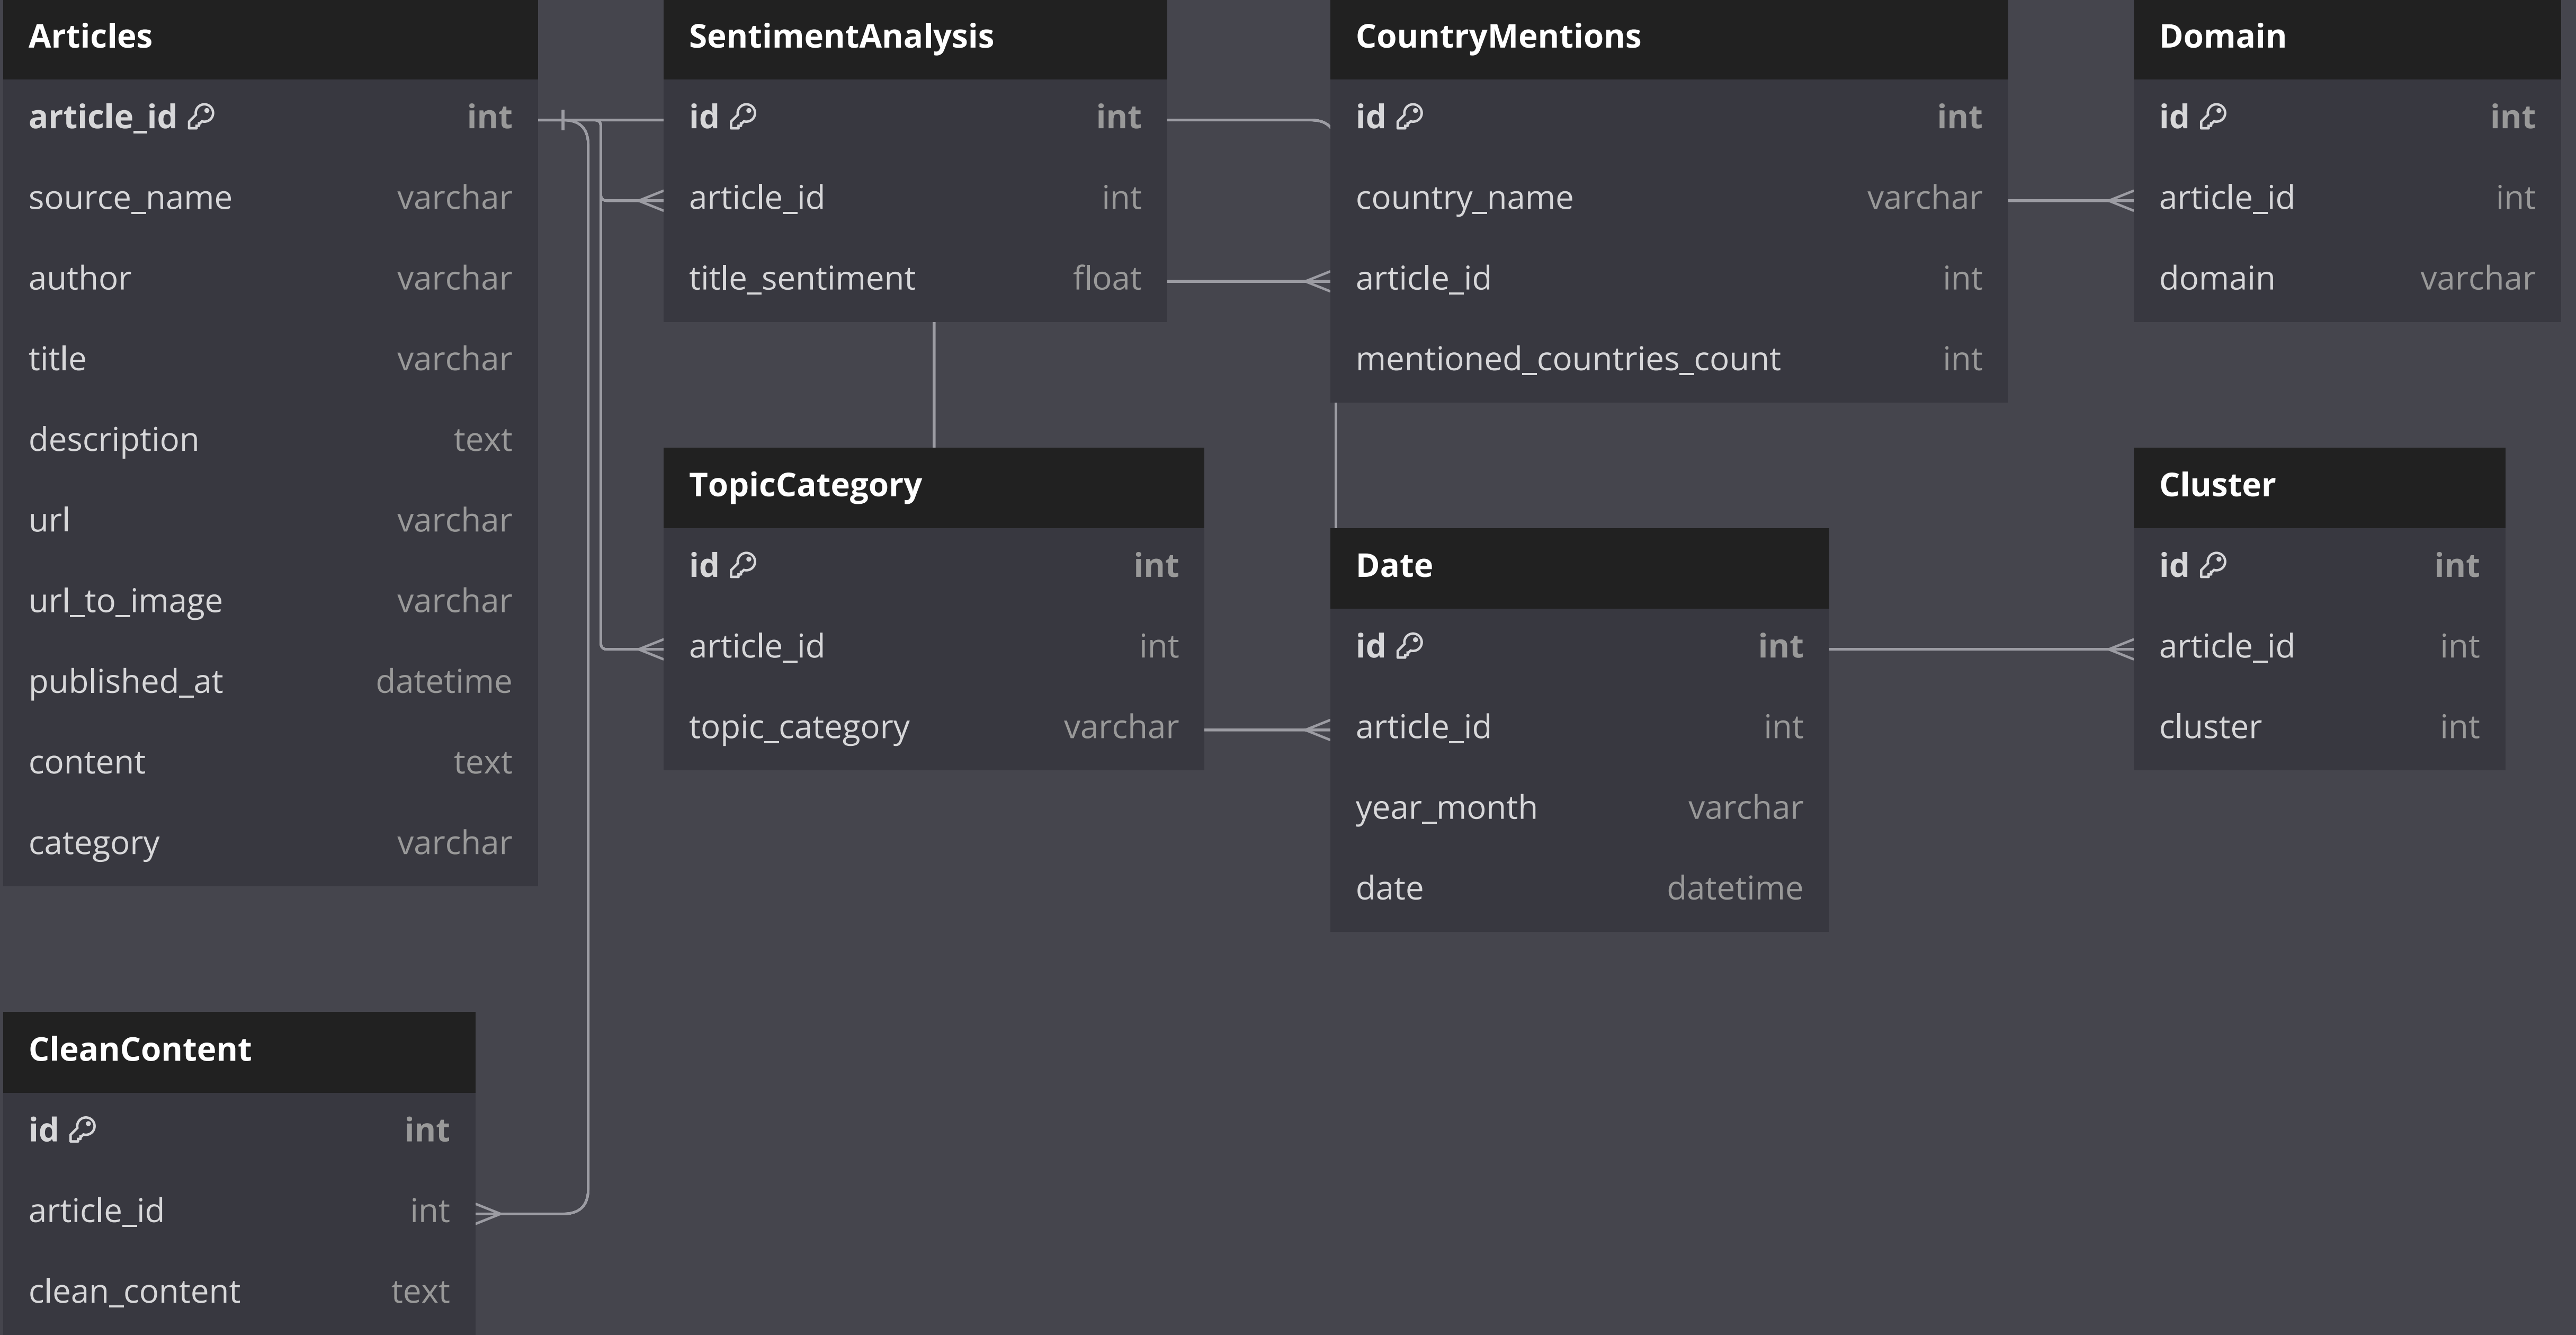 Articles
article_id int
source_name varchar
author varchar
title varchar
description text
url varchar
url_to_image varchar
published_at datetime
content text
category varchar
SentimentAnalysis
id int
article_id int
title_sentiment float
CountryMentions
id int
country_name varchar
article_id int
mentioned_countries_count int
Domain
id int
article_id int
domain varchar
TopicCategory
id int
article_id int
topic_category varchar
Date
id int
article_id int
year_month varchar
date datetime
Cluster
id int
article_id int
cluster int
CleanContent
id int
article_id int
clean_content text